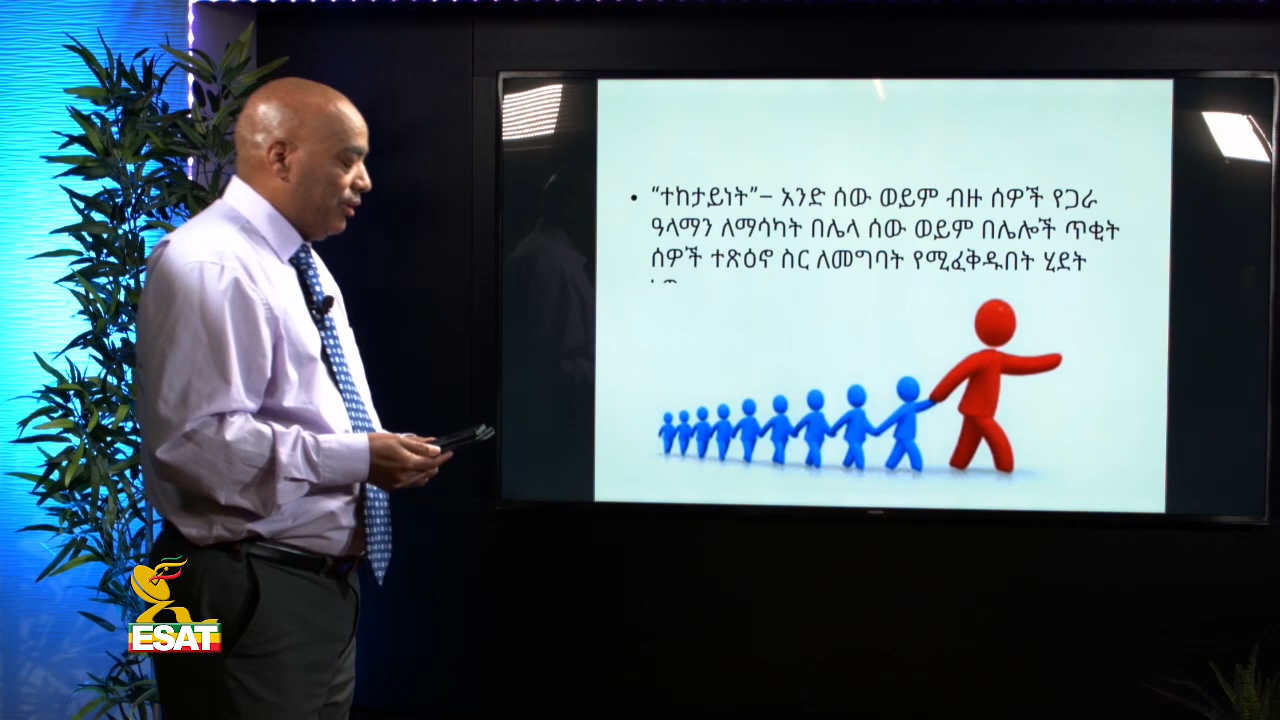 • “ተከታይነት”– አንድ ሰው ወይም ብዙ ሰዎች የጋራ
ዓላማን ለማሳካት በሌላ ሰው ወይም በሌሎች ጥቂት
ሰዎች ተጽዕኖ ስር ለመግባት የሚፈቅዱበት ሂደት
ESAT